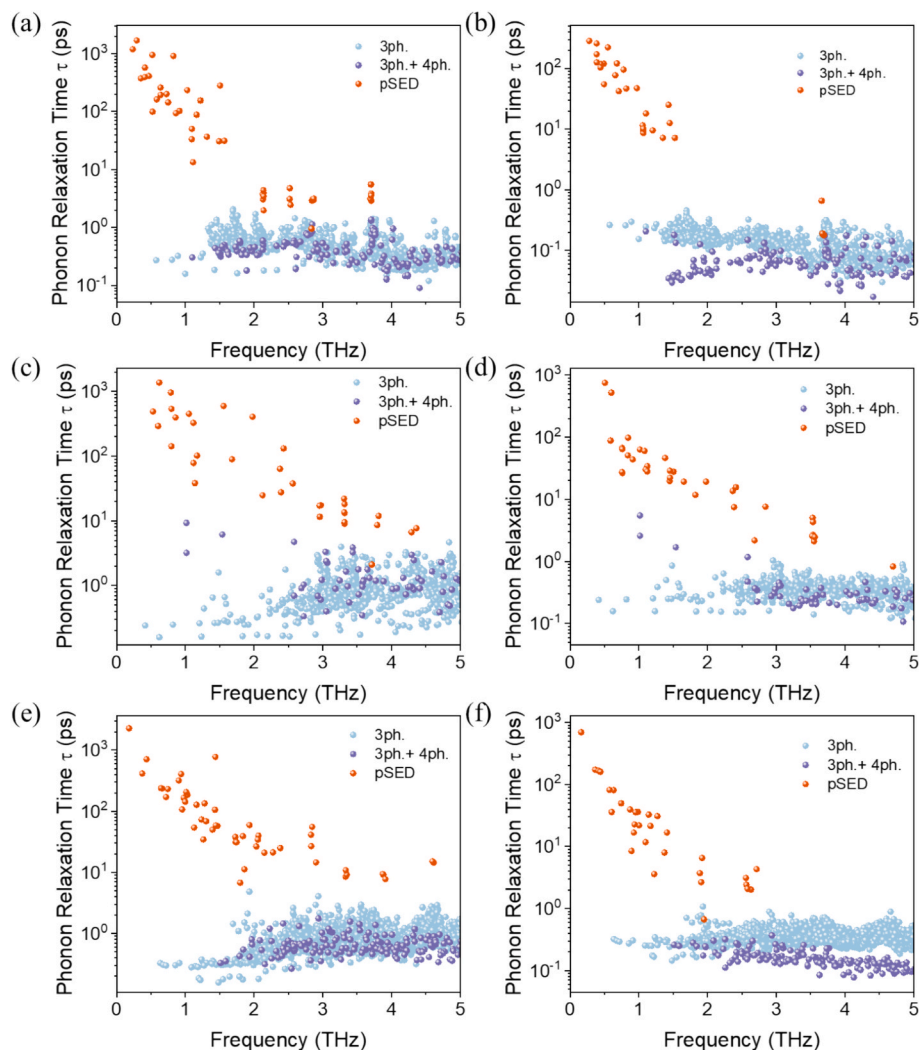 (a)
Phonon Relaxation Time τ (ps)
10³
10²
10¹
10⁰
10⁻¹
3ph.
3ph.+ 4ph.
pSED
0 1 2 3 4 5
Frequency (THz)
(b)
Phonon Relaxation Time τ (ps)
10²
10¹
10⁰
10⁻¹
3ph.
3ph.+ 4ph.
pSED
0 1 2 3 4 5
Frequency (THz)
(c)
Phonon Relaxation Time τ (ps)
10³
10²
10¹
10⁰
3ph.
3ph.+ 4ph.
pSED
0 1 2 3 4 5
Frequency (THz)
(d)
Phonon Relaxation Time τ (ps)
10³
10²
10¹
10⁰
10⁻¹
3ph.
3ph.+ 4ph.
pSED
0 1 2 3 4 5
Frequency (THz)
(e)
Phonon Relaxation Time τ (ps)
10³
10²
10¹
10⁰
3ph.
3ph.+ 4ph.
pSED
0 1 2 3 4 5
Frequency (THz)
(f)
Phonon Relaxation Time τ (ps)
10³
10²
10¹
10⁰
10⁻¹
3ph.
3ph.+ 4ph.
pSED
0 1 2 3 4 5
Frequency (THz)